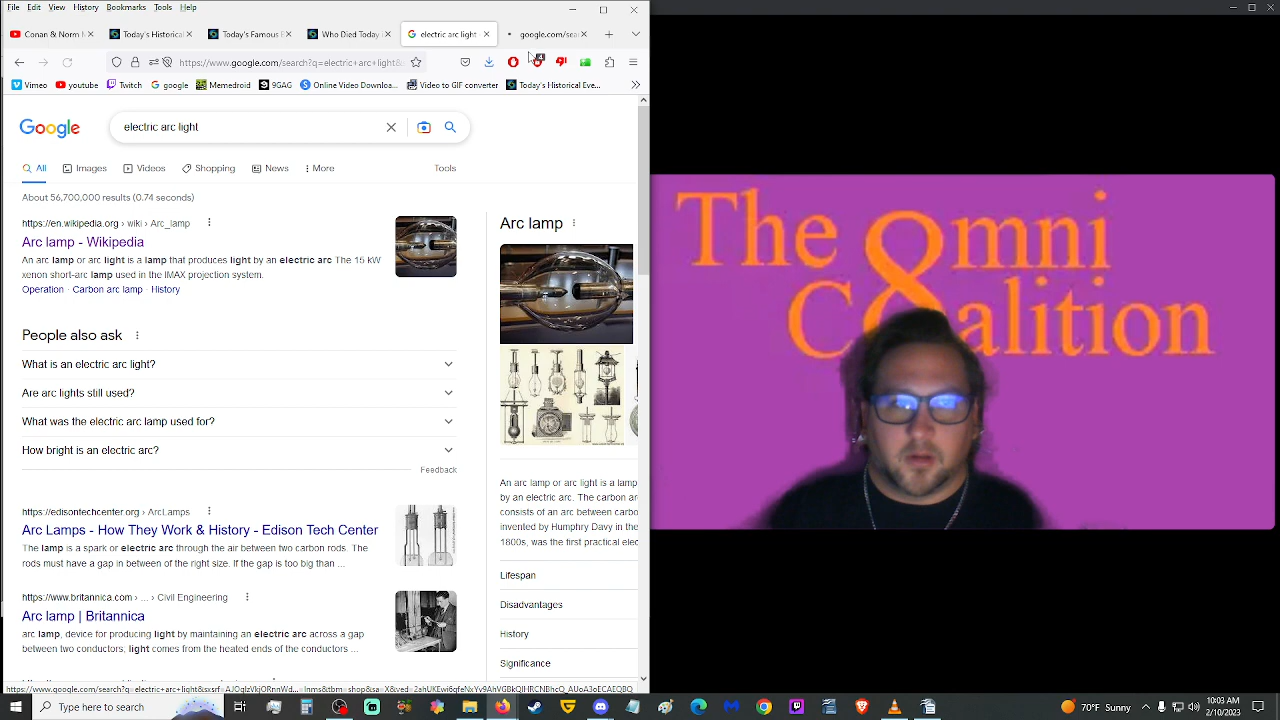 File Edit View History Bookmarks Tools Help
Conan & Norm M
Today's Historical
Today's Famous B
Who Died Today
electric arc light
google.com/sea
https://www.google.com/search?q=electric+arc+light&
Vimeo
youtube
Twitch
google
Memedroid
9GAG
Online Video Downloa...
Video to GIF converter
Today's Historical Eve...
Google
electric arc light
All
Images
Videos
Shopping
News
More
Tools
About 56,700,000 results (0.74 seconds)
https://en.wikipedia.org › wiki › Arc_lamp
Arc lamp - Wikipedia
An arc lamp or arc light is a lamp that produces light by an electric arc The 15 kW
xenon short-arc lamp used in the IMAX projection system.
Operation · Carbon arc lamp · History
People also ask
What is an electric arc light?
Are arc lights still used?
What was the electric arc lamp used for?
How bright is an electric arc?
Feedback
https://edisontechcenter.org › ArcLamps
Arc Lamps - How They Work & History - Edison Tech Center
The lamp is a spark or electric arc through the air between two carbon rods. The
rods must have a gap in between of the right size. If the gap is too big than ...
https://www.britannica.com › ... › Civil Engineering
Arc lamp | Britannica
arc lamp, device for producing light by maintaining an electric arc across a gap
between two conductors; light comes from the heated ends of the conductors ...
Arc lamp
An arc lamp or arc light is a lamp
by an electric arc. The carbon ar
consists of an arc between carbo
invented by Humphry Davy in the
1800s, was the first practical elec
Lifespan
Disadvantages
History
Significance
The Omni
Coalition
Type here to search
10:03 AM
70°F Sunny
2/10/2023